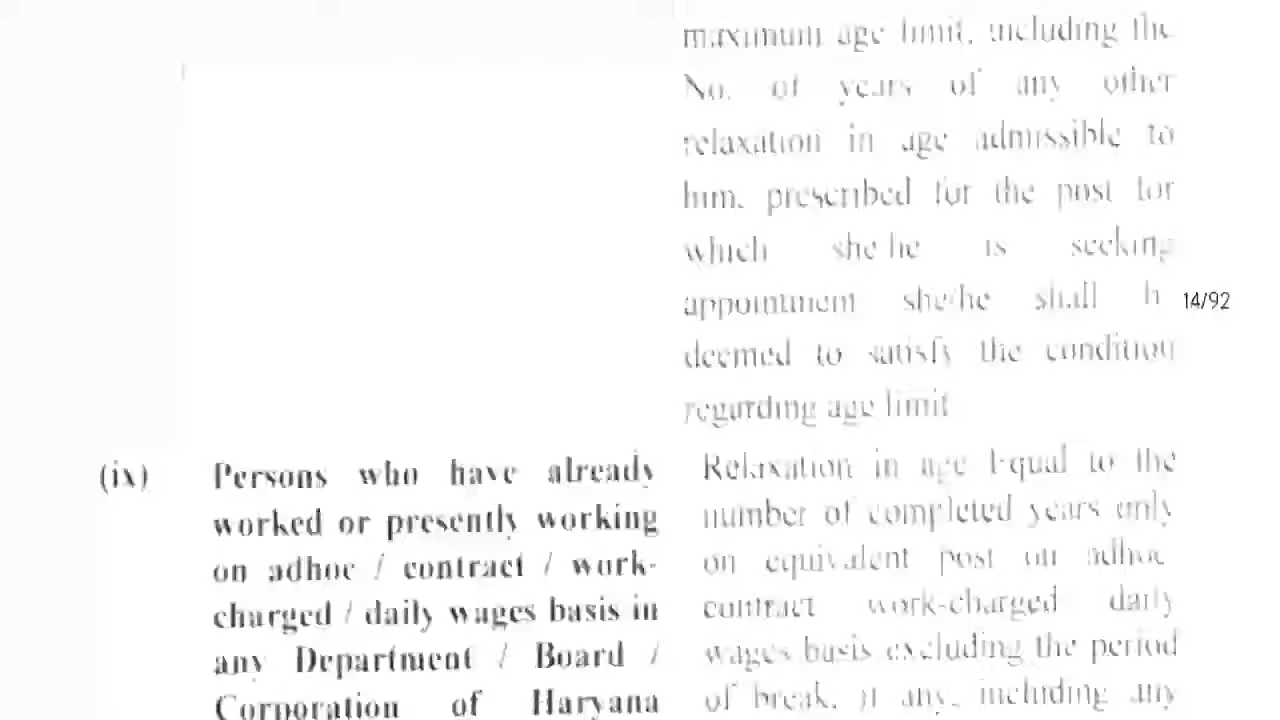 maximum age limit, including the
No. of years of any other
relaxation in age admissible to
him, prescribed for the post for
which she/he is seeking
appointment she/he shall b
14/92
deemed to satisfy the condition
regarding age limit
(ix) Persons who have already
worked or presently working
on adhoc / contract / work-
charged / daily wages basis in
any Department / Board /
Corporation of Haryana
Relaxation in age Equal to the
number of completed years only
on equivalent post on adhoc
contract work-charged daily
wages basis excluding the period
of break, if any, including any